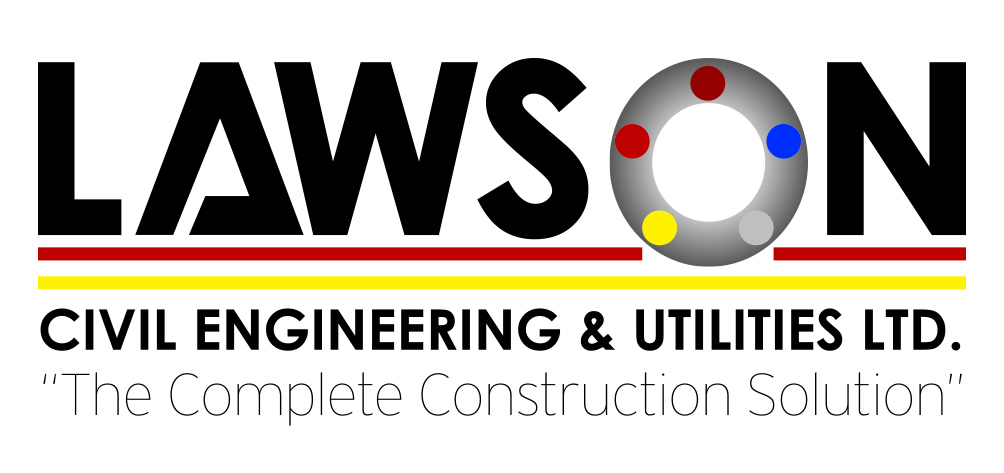 LAWSON
CIVIL ENGINEERING & UTILITIES LTD.
“The Complete Construction Solution”